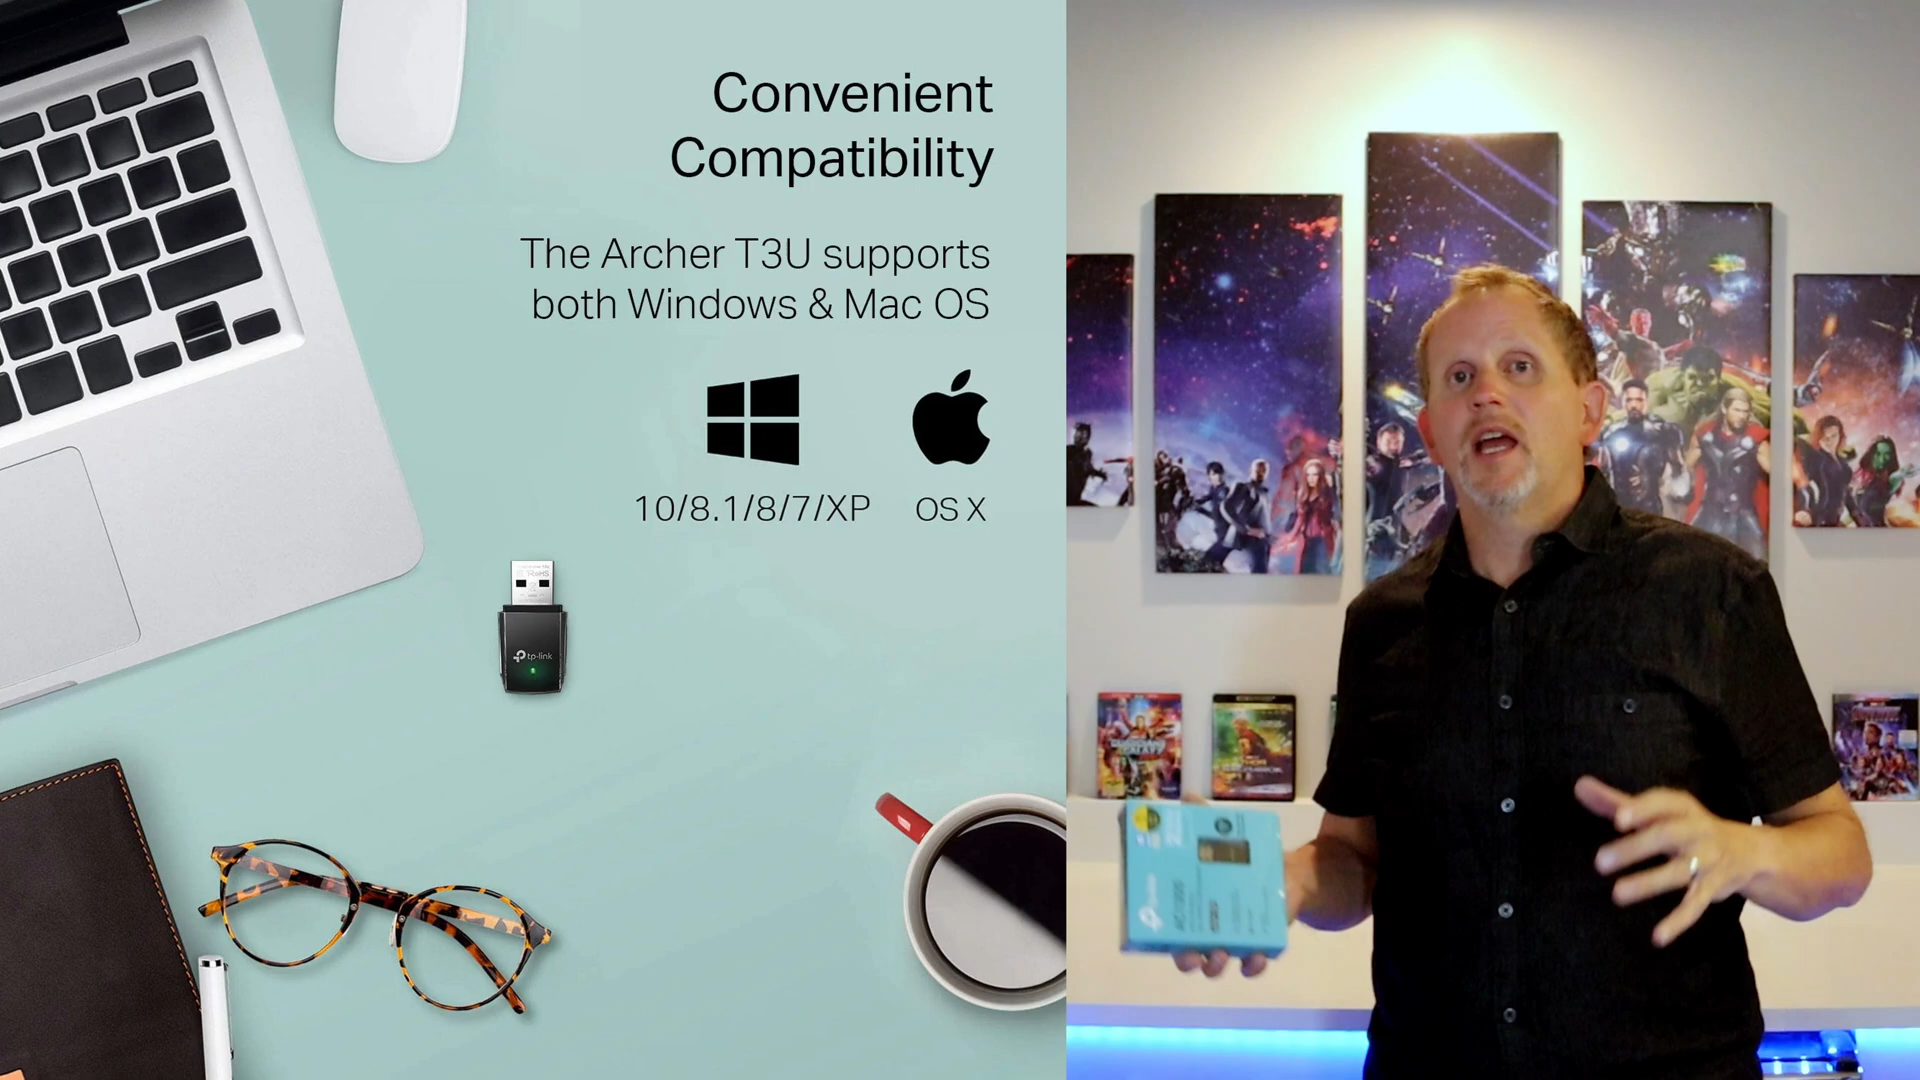 Convenient
Compatibility
The Archer T3U supports
both Windows & Mac OS
10/8.1/8/7/XP
OS X
tp-link